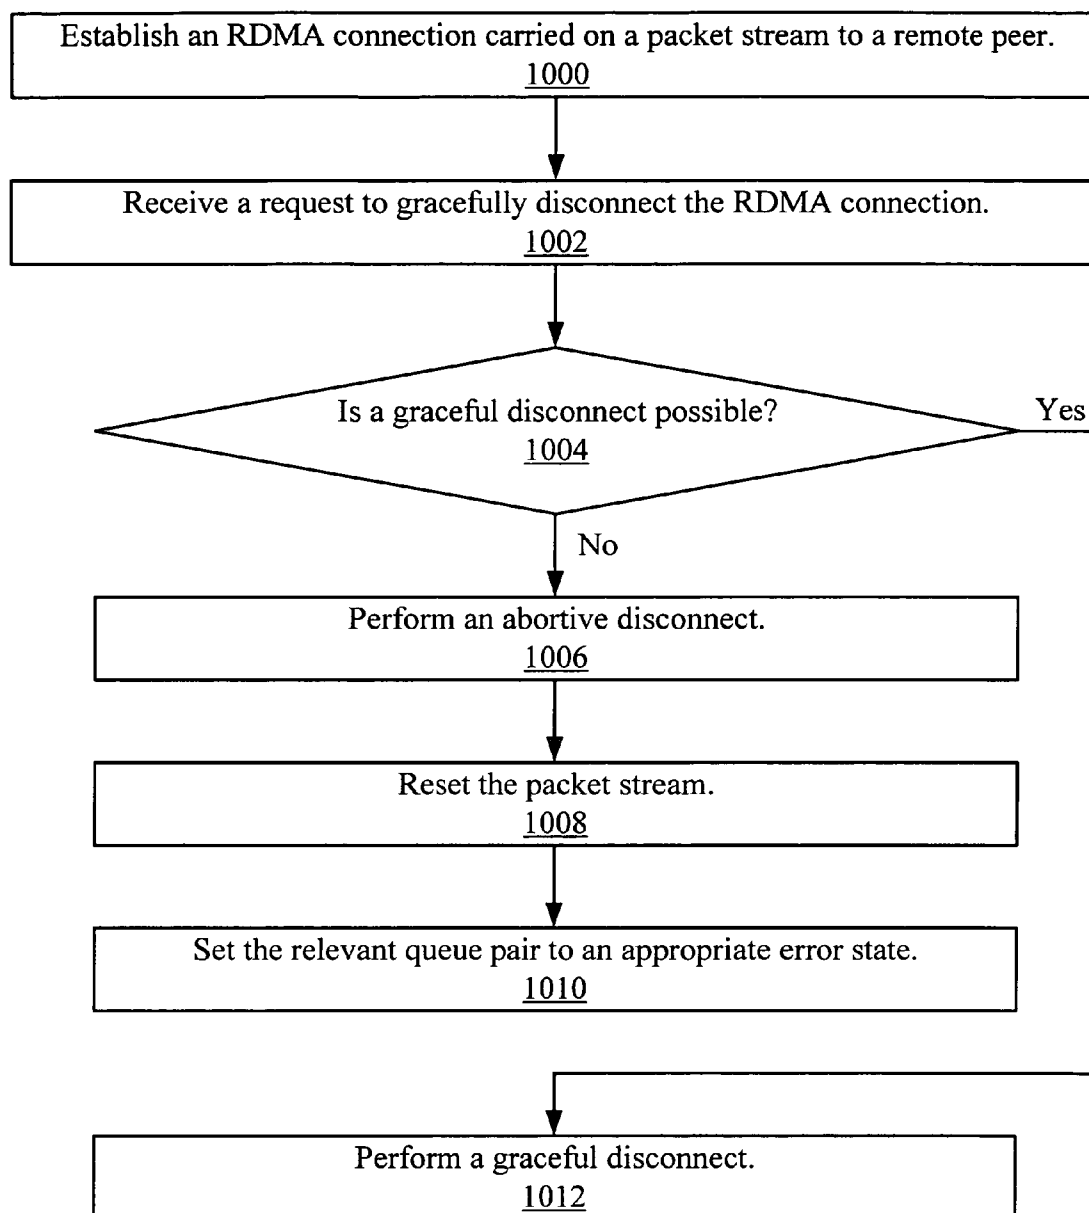 Establish an RDMA connection carried on a packet stream to a remote peer.
1000
Receive a request to gracefully disconnect the RDMA connection.
1002
Is a graceful disconnect possible?
Yes
1004
No
Perform an abortive disconnect.
1006
Reset the packet stream.
1008
Set the relevant queue pair to an appropriate error state.
1010
Perform a graceful disconnect.
1012